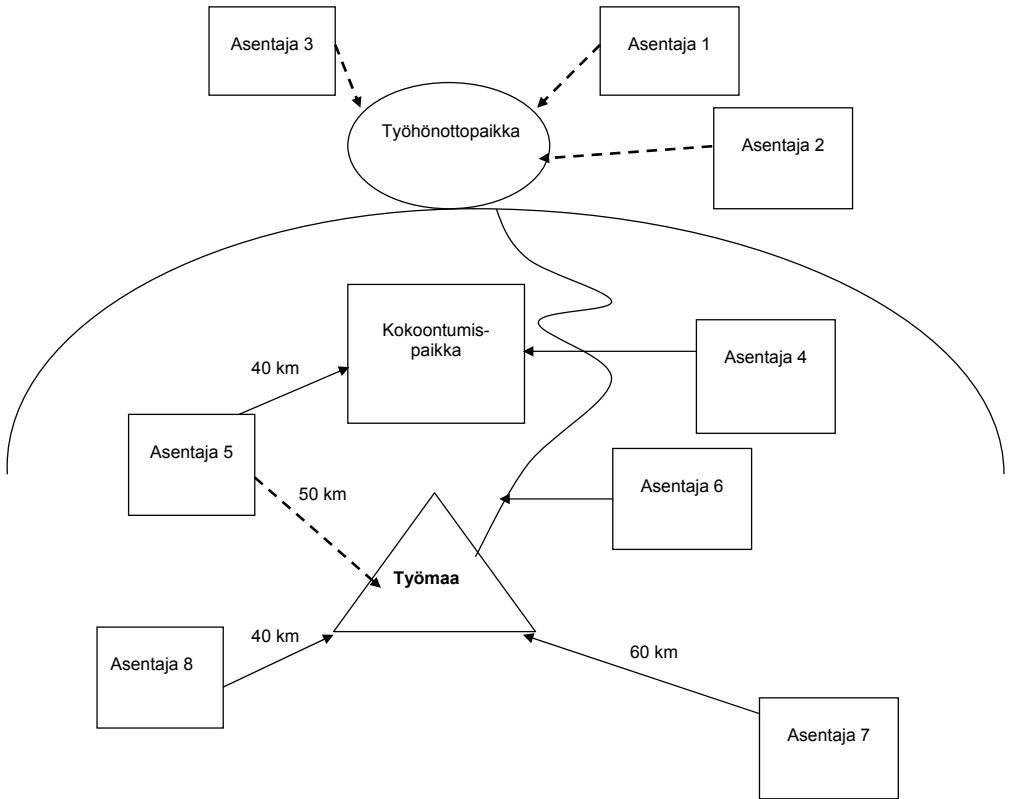 Asentaja 3
Asentaja 1
Työhönottopaikka
Asentaja 2
Kokoontumis-
paikka
Asentaja 4
40 km
Asentaja 5
Asentaja 6
50 km
Työmaa
40 km
60 km
Asentaja 8
Asentaja 7